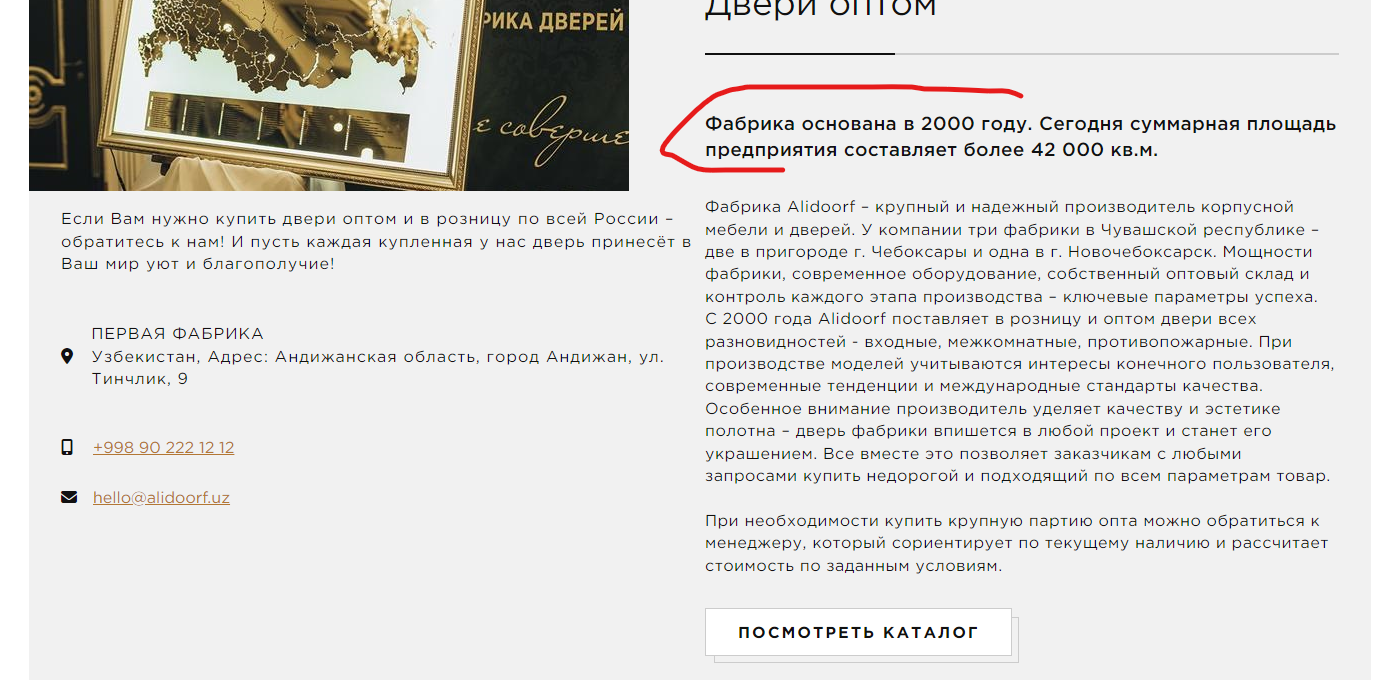 Двери оптом
РИКА ДВЕРЕЙ
е соверше
Фабрика основана в 2000 году. Сегодня суммарная площадь
предприятия составляет более 42 000 кв.м.
Если Вам нужно купить двери оптом и в розницу по всей России –
обратитесь к нам! И пусть каждая купленная у нас дверь принесёт в
Ваш мир уют и благополучие!
ПЕРВАЯ ФАБРИКА
Узбекистан, Адрес: Андижанская область, город Андижан, ул.
Тинчлик, 9
+998 90 222 12 12
hello@alidoorf.uz
Фабрика Alidoorf – крупный и надежный производитель корпусной
мебели и дверей. У компании три фабрики в Чувашской республике –
две в пригороде г. Чебоксары и одна в г. Новочебоксарск. Мощности
фабрики, современное оборудование, собственный оптовый склад и
контроль каждого этапа производства – ключевые параметры успеха.
С 2000 года Alidoorf поставляет в розницу и оптом двери всех
разновидностей - входные, межкомнатные, противопожарные. При
производстве моделей учитываются интересы конечного пользователя,
современные тенденции и международные стандарты качества.
Особенное внимание производитель уделяет качеству и эстетике
полотна – дверь фабрики впишется в любой проект и станет его
украшением. Все вместе это позволяет заказчикам с любыми
запросами купить недорогой и подходящий по всем параметрам товар.
При необходимости купить крупную партию опта можно обратиться к
менеджеру, который сориентирует по текущему наличию и рассчитает
стоимость по заданным условиям.
ПОСМОТРЕТЬ КАТАЛОГ